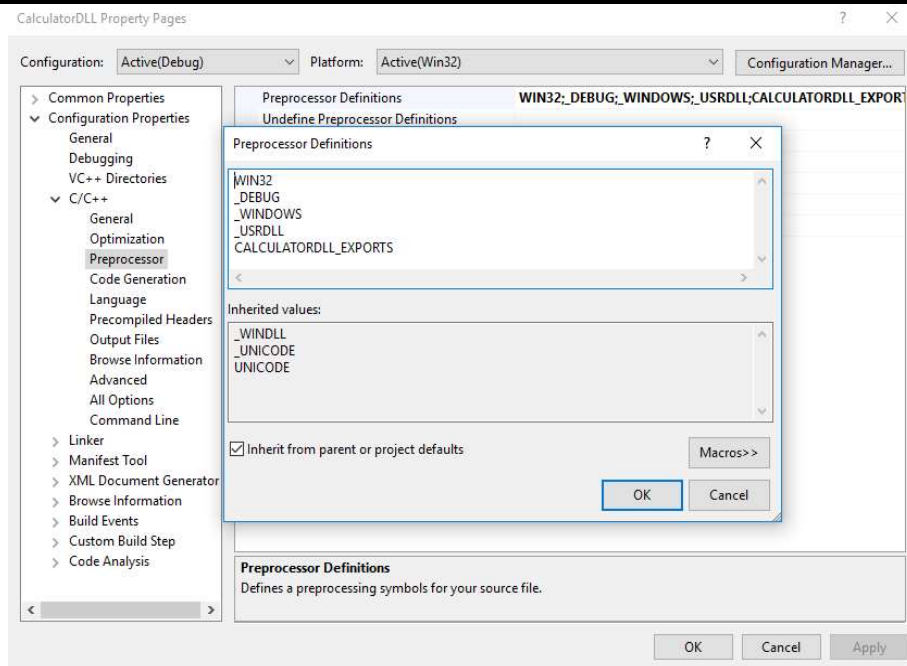 CalculatorDLL Property Pages
? ×
Configuration: Active(Debug) Platform: Active(Win32) Configuration Manager...
Common Properties
Configuration Properties
General
Debugging
VC++ Directories
C/C++
General
Optimization
Preprocessor
Code Generation
Language
Precompiled Headers
Output Files
Browse Information
Advanced
All Options
Command Line
Linker
Manifest Tool
XML Document Generator
Browse Information
Build Events
Custom Build Step
Code Analysis
Preprocessor Definitions WIN32;_DEBUG;_WINDOWS;_USRDLL;CALCULATORDLL_EXPORT
Undefine Preprocessor Definitions
Preprocessor Definitions ? ×
WIN32
_DEBUG
_WINDOWS
_USRDLL
CALCULATORDLL_EXPORTS
Inherited values:
_WINDLL
_UNICODE
UNICODE
Inherit from parent or project defaults
Macros>>
OK Cancel
Preprocessor Definitions
Defines a preprocessing symbols for your source file.
OK Cancel Apply